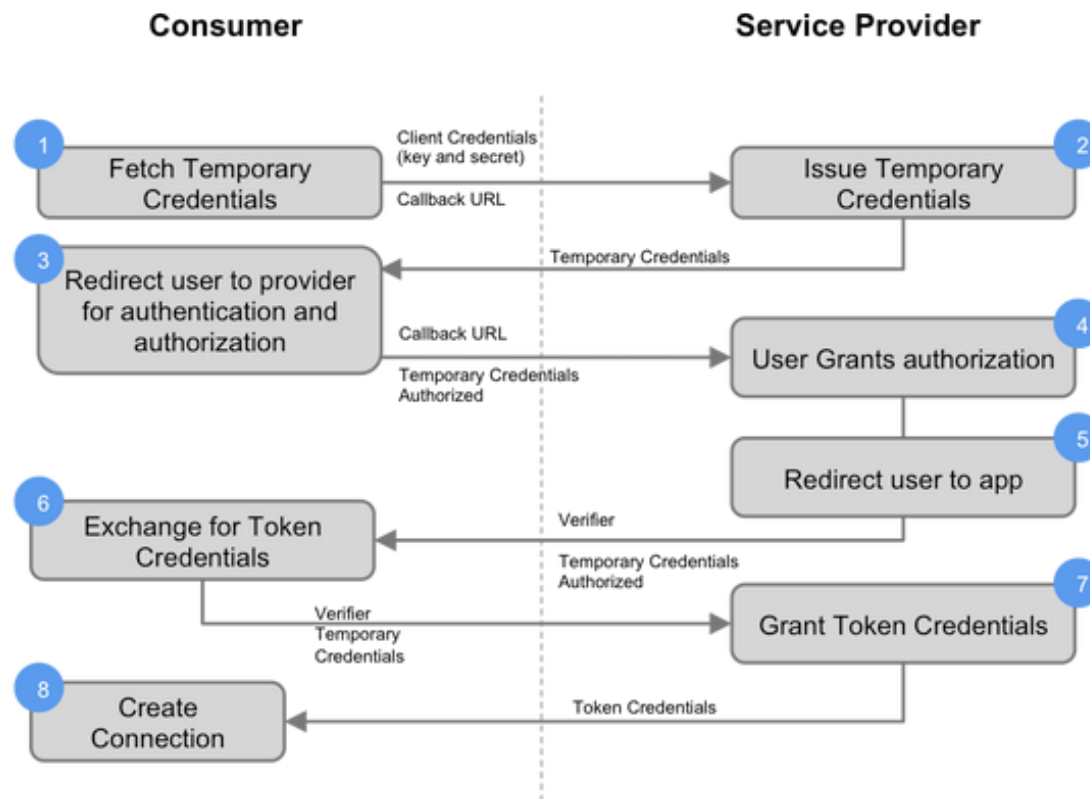 Consumer
Service Provider
1
Fetch Temporary
Credentials
Client Credentials
(key and secret)
Callback URL
2
Issue Temporary
Credentials
Temporary Credentials
3
Redirect user to provider
for authentication and
authorization
Callback URL
Temporary Credentials
Authorized
4
User Grants authorization
5
Redirect user to app
6
Exchange for Token
Credentials
Verifier
Temporary Credentials
Authorized
Verifier
Temporary
Credentials
7
Grant Token Credentials
8
Create
Connection
Token Credentials